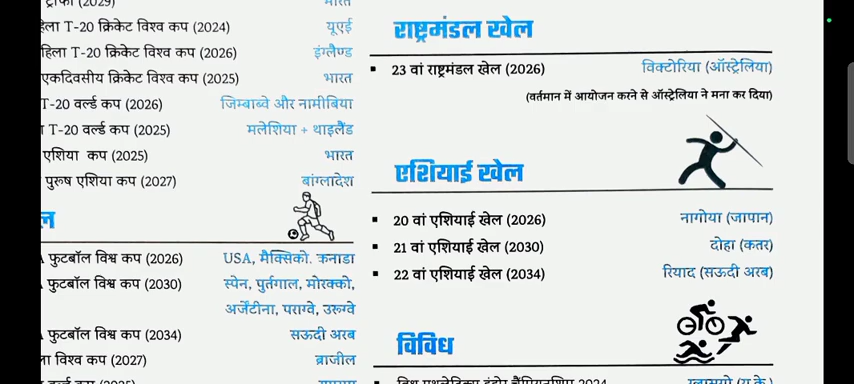 ट्रॉफी (2029) भारत
हिला T-20 क्रिकेट विश्व कप (2024) यूएई
हिला T-20 क्रिकेट विश्व कप (2026) इंग्लैण्ड
एकदिवसीय क्रिकेट विश्व कप (2025) भारत
T-20 वर्ल्ड कप (2026) जिम्बाब्वे और नामीबिया
T-20 वर्ल्ड कप (2025) मलेशिया + थाइलैंड
एशिया कप (2025) भारत
पुरूष एशिया कप (2027) बांग्लादेश
ल
फुटबॉल विश्व कप (2026) USA, मैक्सिको. कनाडा
फुटबॉल विश्व कप (2030) स्पेन, पुर्तगाल, मोरक्को,
अर्जेंटीना, पराग्वे, उरूग्वे
फुटबॉल विश्व कप (2034) सऊदी अरब
ला विश्व कप (2027) ब्राजील
राष्ट्रमंडल खेल
▪ 23 वां राष्ट्रमंडल खेल (2026) विक्टोरिया (ऑस्ट्रेलिया)
(वर्तमान में आयोजन करने से ऑस्ट्रेलिया ने मना कर दिया)
एशियाई खेल
▪ 20 वां एशियाई खेल (2026) नागोया (जापान)
▪ 21 वां एशियाई खेल (2030) दोहा (कतर)
▪ 22 वां एशियाई खेल (2034) रियाद (सऊदी अरब)
विविध